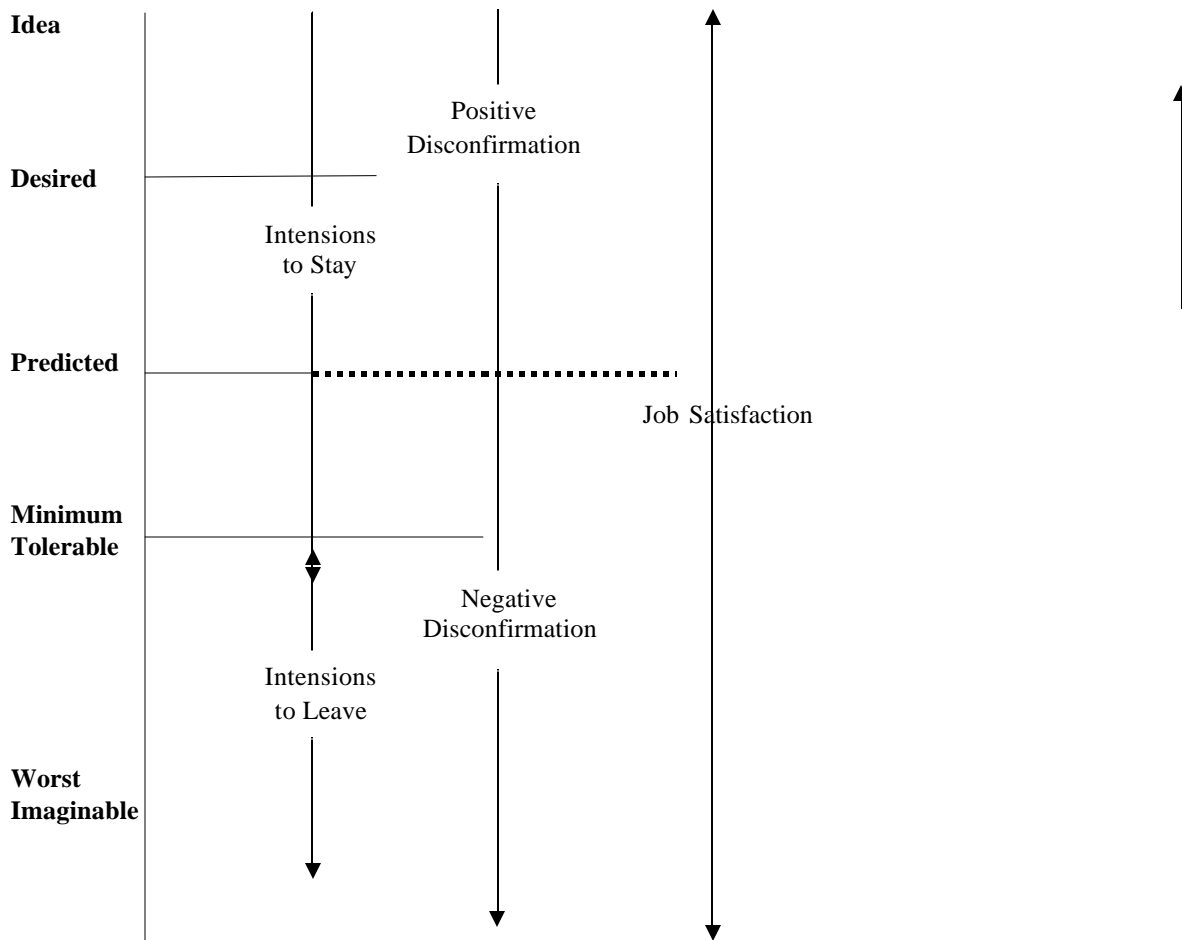 Idea
Positive
Disconfirmation
Desired
Intensions
to Stay
Predicted
Job Satisfaction
Minimum
Tolerable
Negative
Disconfirmation
Intensions
to Leave
Worst
Imaginable